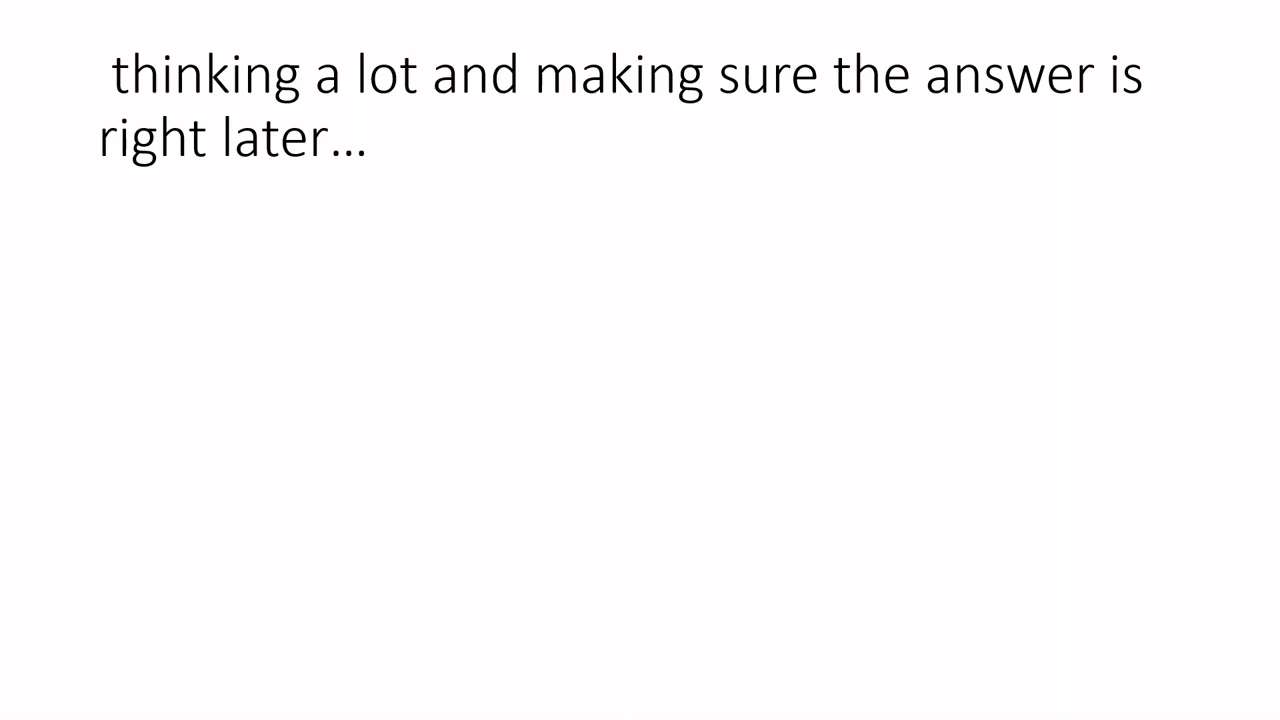 thinking a lot and making sure the answer is
right later…